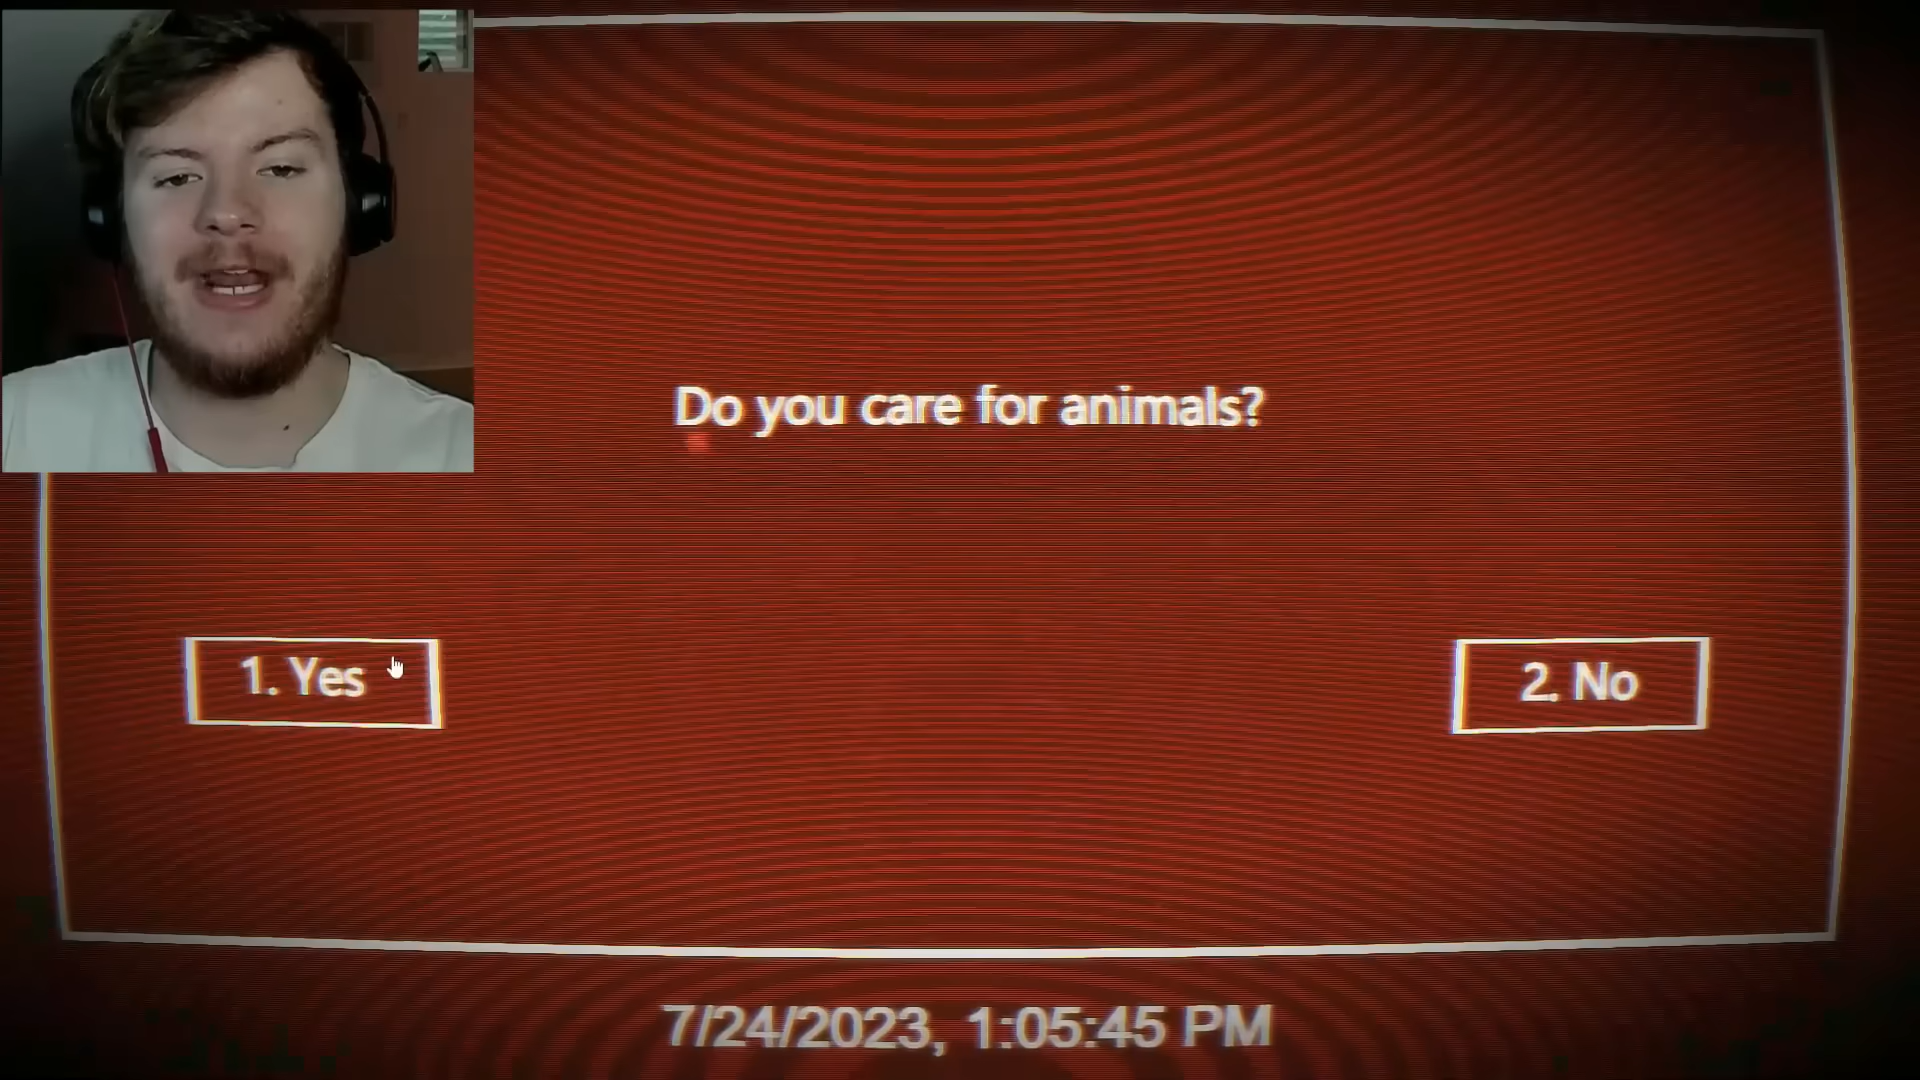 Do you care for animals?
1. Yes
2. No
7/24/2023, 1:05:45 PM